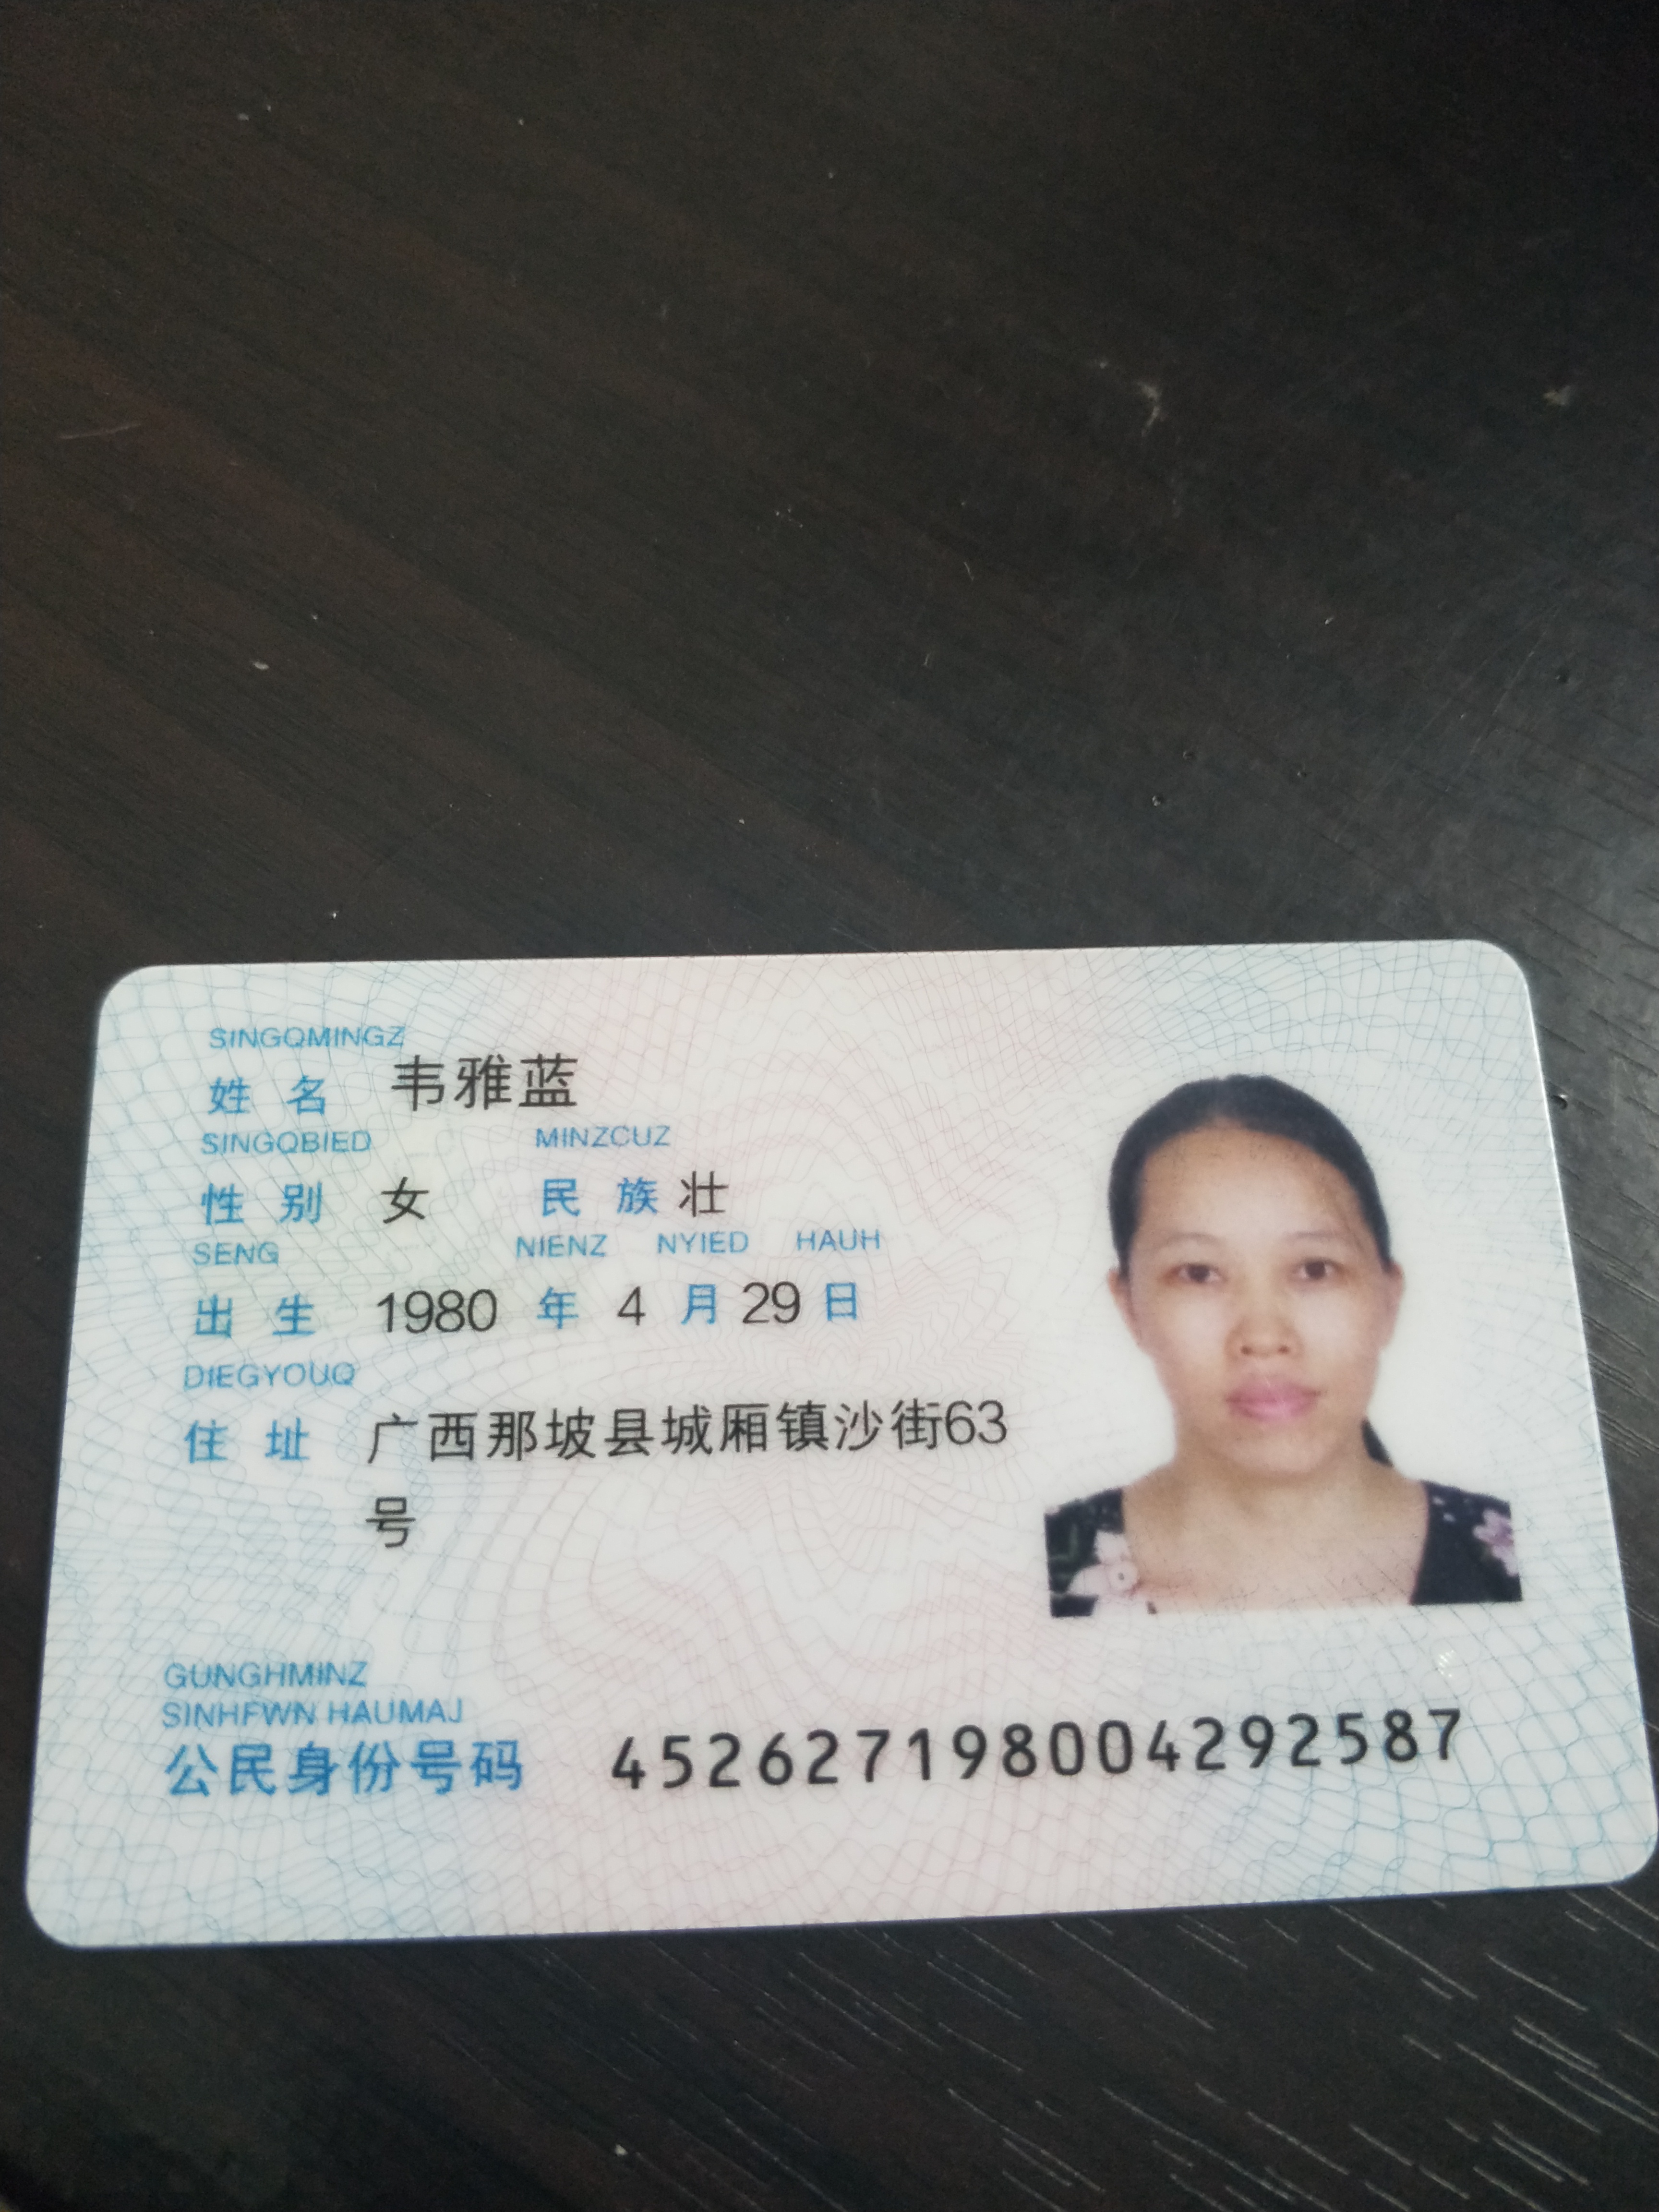 SINGQMINGZ
姓名 韦雅蓝
SINGQBIED MINZCUZ
性别 女 民族 壮
SENG NIENZ NYIED HAUH
出生 1980 年 4 月 29 日
DIEGYOUQ
住址 广西那坡县城厢镇沙街63
号
GUNGHMINZ
SINHFWN HAUMAJ
公民身份号码 452627198004292587